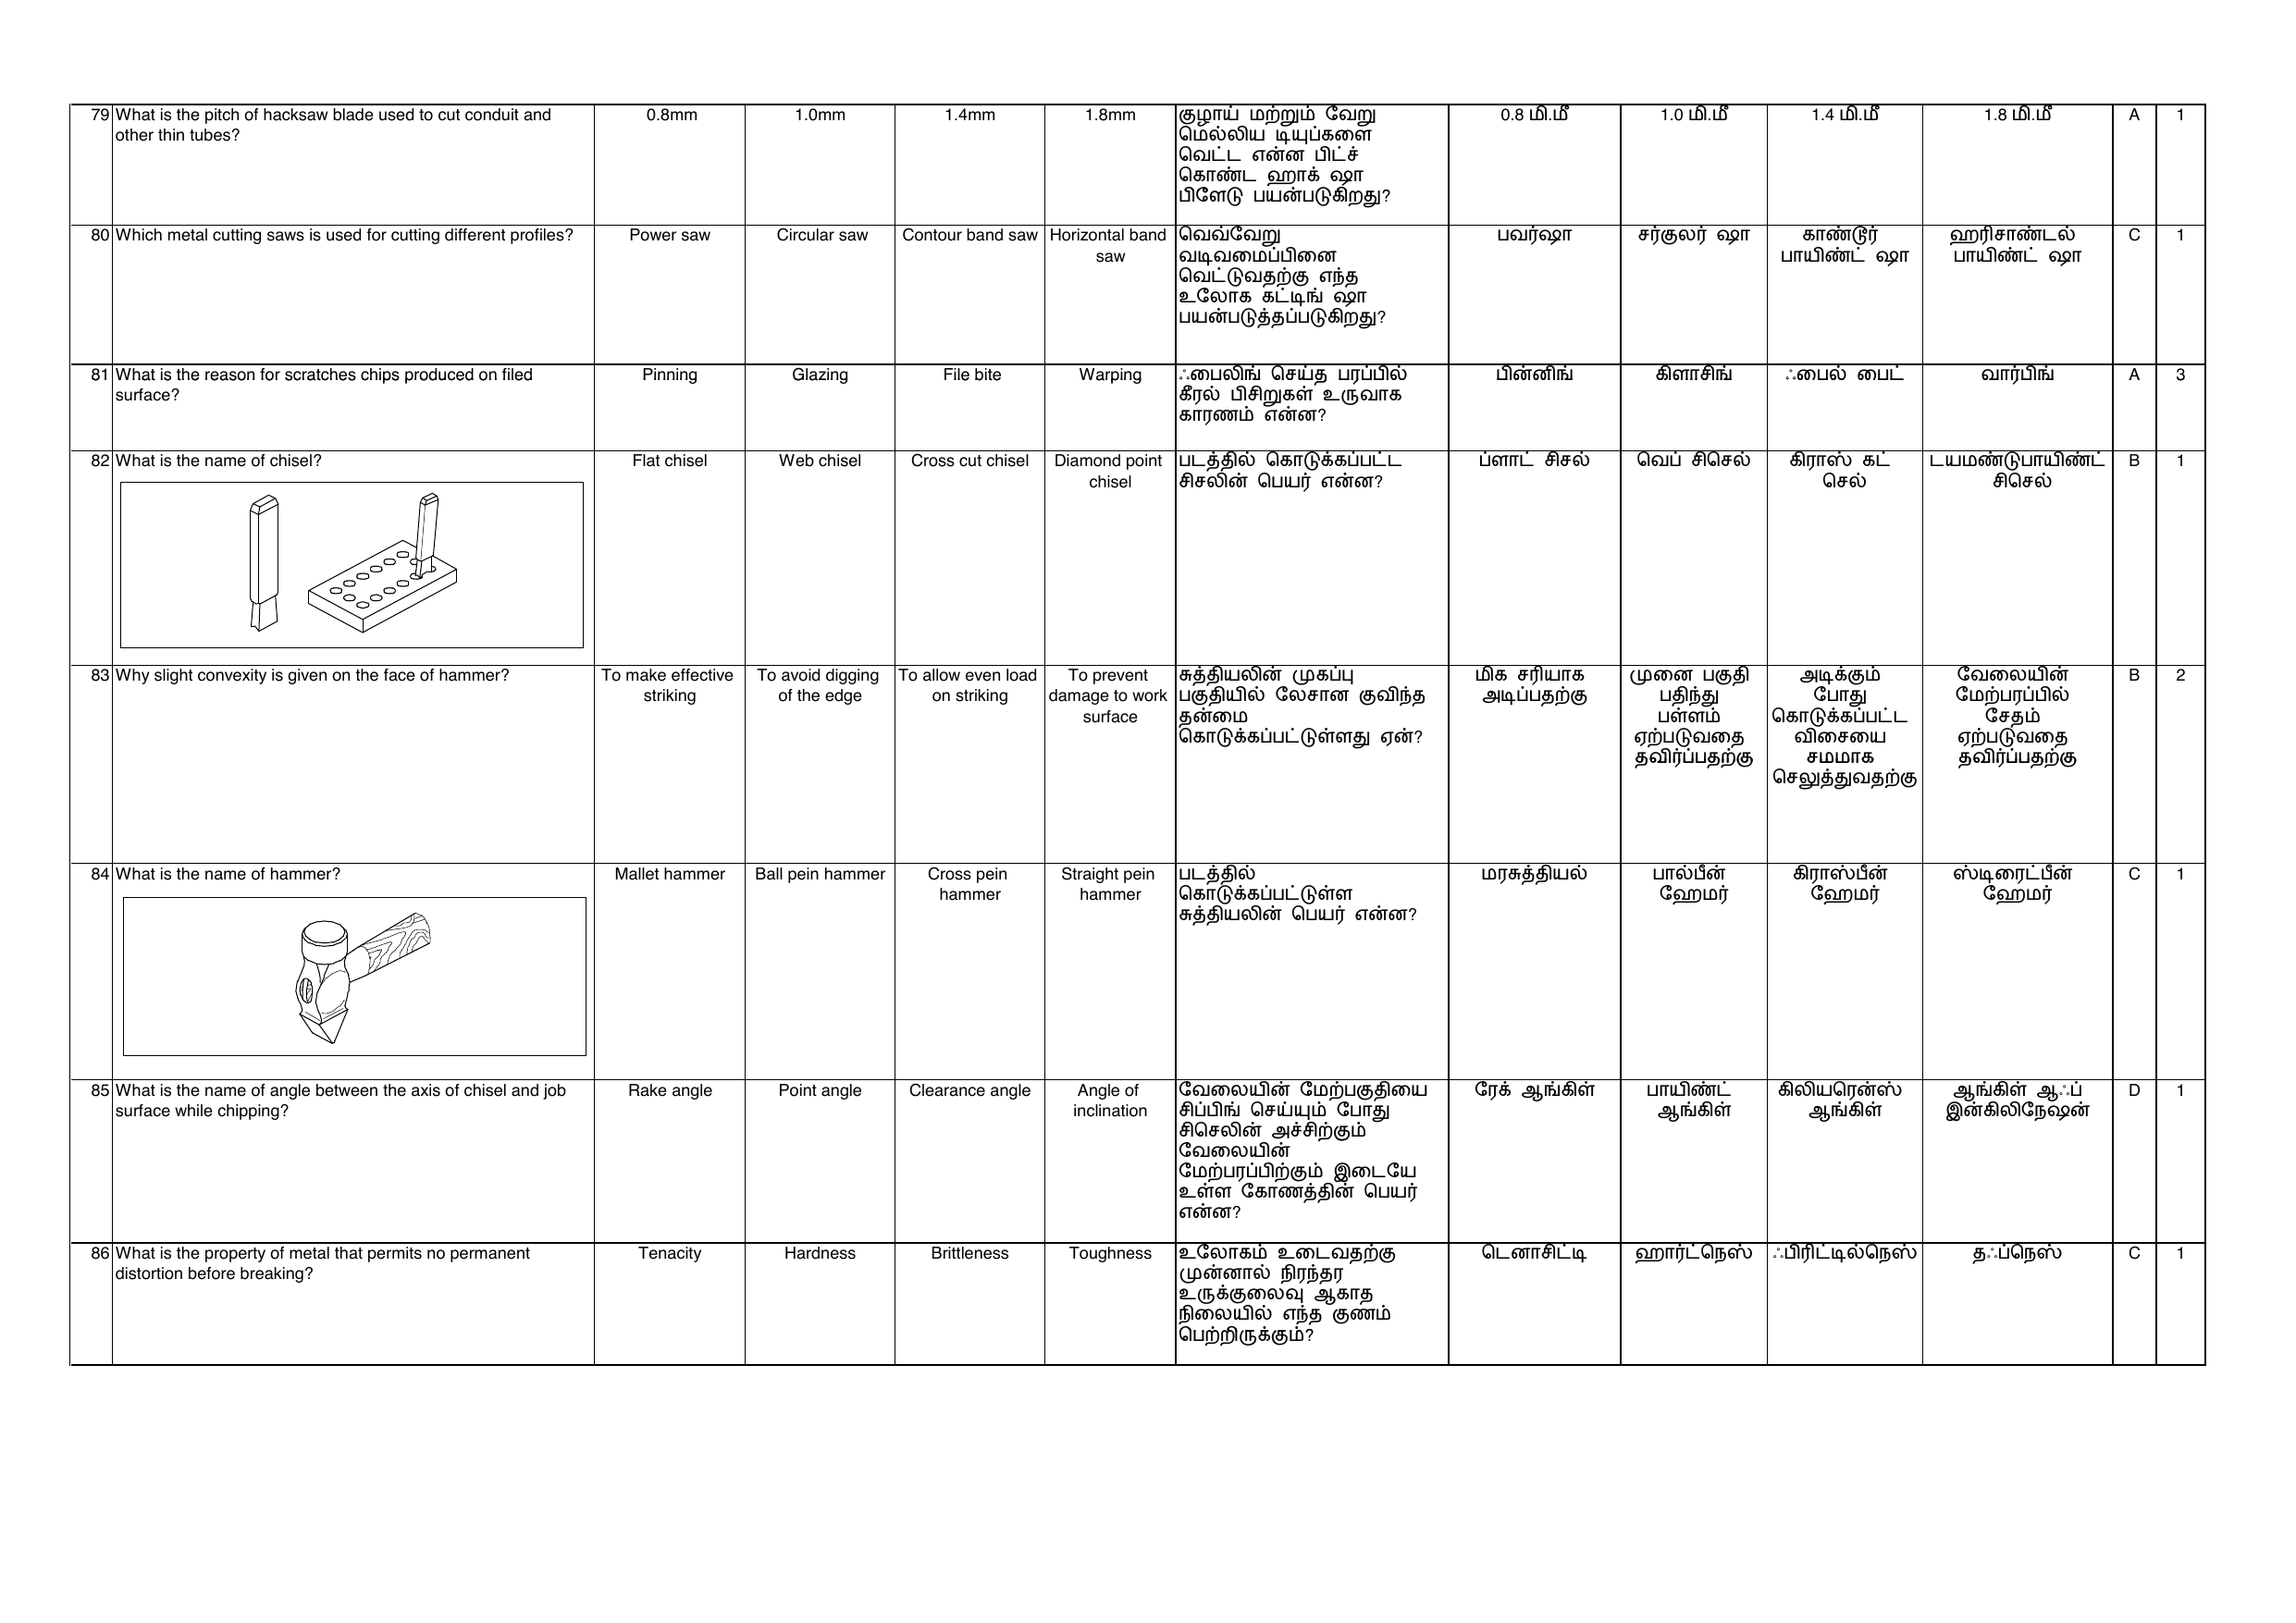 79 What is the pitch of hacksaw blade used to cut conduit and
other thin tubes?
0.8mm
1.0mm
1.4mm
1.8mm
குழாய் மற்றும் வேறு
மெல்லிய டியுப்களை
வெட்ட என்ன பிட்ச்
கொண்ட ஹாக் ஷா
பிளேடு பயன்படுகிறது?
0.8 மி.மீ
1.0 மி.மீ
1.4 மி.மீ
1.8 மி.மீ
A
1
80 Which metal cutting saws is used for cutting different profiles?
Power saw
Circular saw
Contour band saw
Horizontal band
saw
வெவ்வேறு
வடிவமைப்பினை
வெட்டுவதற்கு எந்த
உலோக கட்டிங் ஷா
பயன்படுத்தப்படுகிறது?
பவர்ஷா
சர்குலர் ஷா
காண்டூர்
பாயிண்ட் ஷா
ஹரிசாண்டல்
பாயிண்ட் ஷா
C
1
81 What is the reason for scratches chips produced on filed
surface?
Pinning
Glazing
File bite
Warping
ஃபைலிங் செய்த பரப்பில்
கீரல் பிசிறுகள் உருவாக
காரணம் என்ன?
பின்னிங்
கிளாசிங்
ஃபைல் பைட்
வார்பிங்
A
3
82 What is the name of chisel?
Flat chisel
Web chisel
Cross cut chisel
Diamond point
chisel
படத்தில் கொடுக்கப்பட்ட
சிசலின் பெயர் என்ன?
ப்ளாட் சிசல்
வெப் சிசெல்
கிராஸ் கட்
செல்
டயமண்டுபாயிண்ட்
சிசெல்
B
1
83 Why slight convexity is given on the face of hammer?
To make effective
striking
To avoid digging
of the edge
To allow even load
on striking
To prevent
damage to work
surface
சுத்தியலின் முகப்பு
பகுதியில் லேசான குவிந்த
தன்மை
கொடுக்கப்பட்டுள்ளது ஏன்?
மிக சரியாக
அடிப்பதற்கு
முனை பகுதி
பதிந்து
பள்ளம்
ஏற்படுவதை
தவிர்ப்பதற்கு
அடிக்கும்
போது
கொடுக்கப்பட்ட
விசையை
சமமாக
செலுத்துவதற்கு
வேலையின்
மேற்பரப்பில்
சேதம்
ஏற்படுவதை
தவிர்ப்பதற்கு
B
2
84 What is the name of hammer?
Mallet hammer
Ball pein hammer
Cross pein
hammer
Straight pein
hammer
படத்தில்
கொடுக்கப்பட்டுள்ள
சுத்தியலின் பெயர் என்ன?
மரசுத்தியல்
பால்பீன்
ஹேமர்
கிராஸ்பீன்
ஹேமர்
ஸ்டிரைட்பீன்
ஹேமர்
C
1
85 What is the name of angle between the axis of chisel and job
surface while chipping?
Rake angle
Point angle
Clearance angle
Angle of
inclination
வேலையின் மேற்பகுதியை
சிப்பிங் செய்யும் போது
சிசெலின் அச்சிற்கும்
வேலையின்
மேற்பரப்பிற்கும் இடையே
உள்ள கோணத்தின் பெயர்
என்ன?
ரேக் ஆங்கிள்
பாயிண்ட்
ஆங்கிள்
கிலியரென்ஸ்
ஆங்கிள்
ஆங்கிள் ஆஃப்
இன்கிலிநேஷன்
D
1
86 What is the property of metal that permits no permanent
distortion before breaking?
Tenacity
Hardness
Brittleness
Toughness
உலோகம் உடைவதற்கு
முன்னால் நிரந்தர
உருக்குலைவு ஆகாத
நிலையில் எந்த குணம்
பெற்றிருக்கும்?
டெனாசிட்டி
ஹார்ட்நெஸ்
ஃபிரிட்டில்நெஸ்
தஃப்நெஸ்
C
1